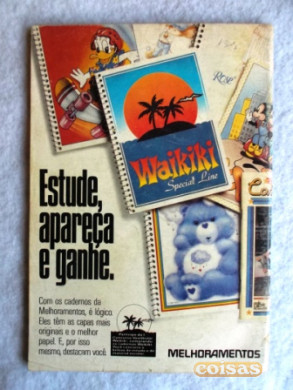 Waikiki
Special Line
Estude,
apareça
e ganhe.
Com os cadernos da
Melhoramentos, é lógico.
Eles têm as capas mais
originais e o melhor
papel. E, por isso
mesmo, destacam você.
MELHORAMENTOS
coisas